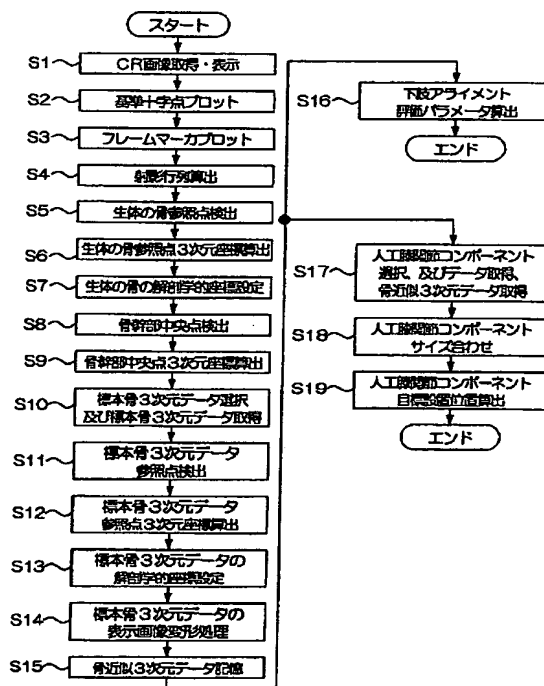 スタート
S1
CR画像取得・表示
S2
基準十字点プロット
S3
フレームマーカプロット
S4
射影行列算出
S5
生体の骨参照点検出
S6
生体の骨参照点3次元座標算出
S7
生体の骨の解剖学的座標設定
S8
骨幹部中央点検出
S9
骨幹部中央点3次元座標算出
S10
標本骨3次元データ選択
及び標本骨3次元データ取得
S11
標本骨3次元データ
参照点検出
S12
標本骨3次元データ
参照点3次元座標算出
S13
標本骨3次元データの
解剖学的座標設定
S14
標本骨3次元データの
表示画像変形処理
S15
骨近似3次元データ記憶
S16
下肢アライメント
評価パラメータ算出
エンド
S17
人工膝関節コンポーネント
選択、及びデータ取得、
骨近似3次元データ取得
S18
人工膝関節コンポーネント
サイズ合わせ
S19
人工膝関節コンポーネント
目標設置位置算出
エンド